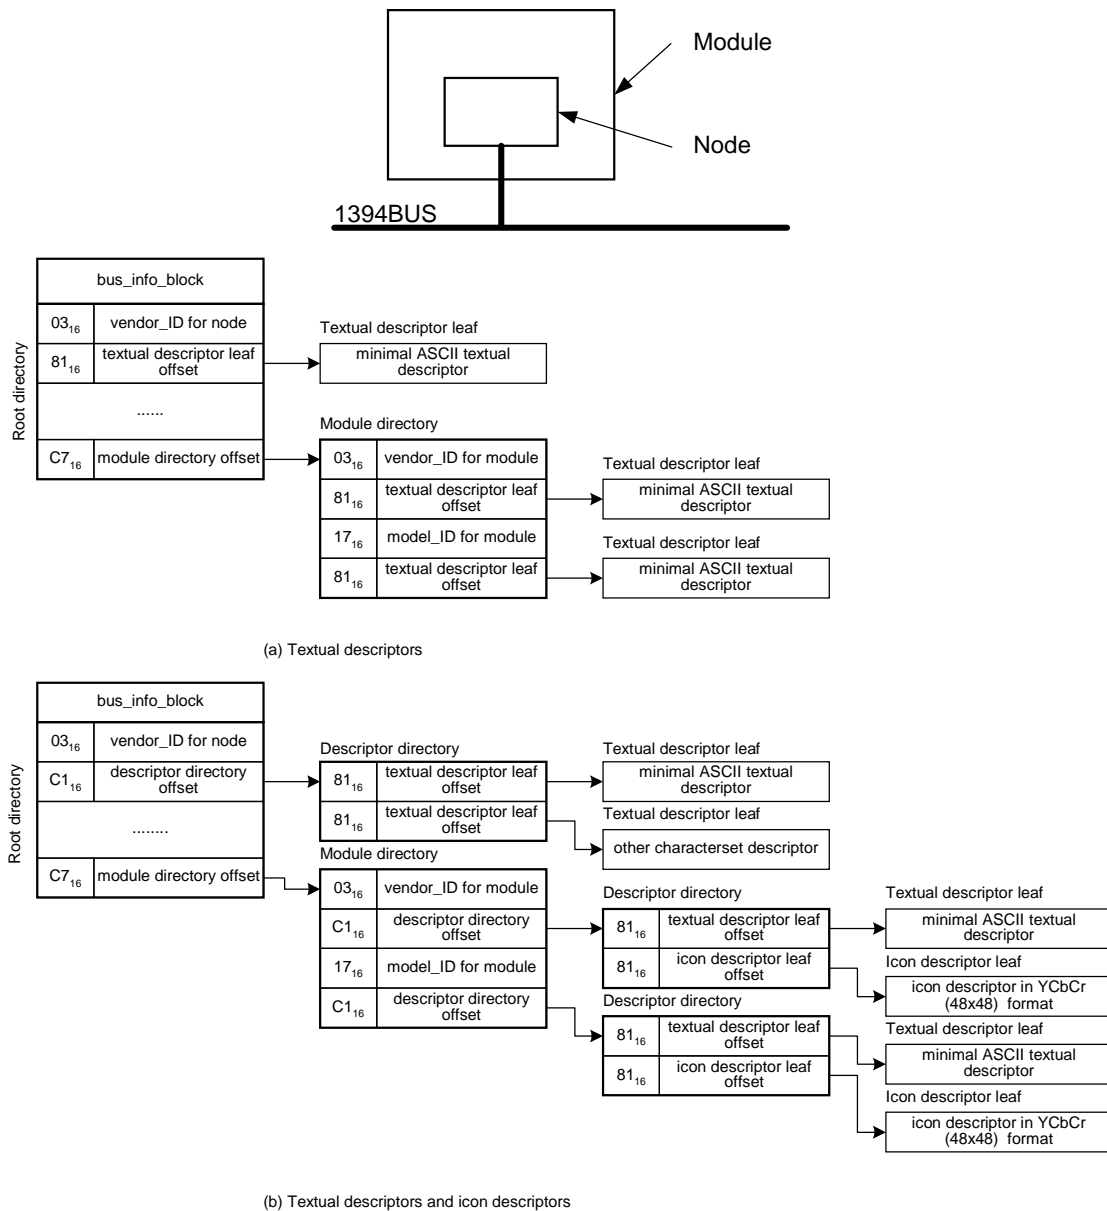 Module
Node
1394BUS
Root directory
bus_info_block
03₁₆ vendor_ID for node
81₁₆ textual descriptor leaf
offset
......
C7₁₆ module directory offset
Textual descriptor leaf
minimal ASCII textual
descriptor
Module directory
03₁₆ vendor_ID for module
81₁₆ textual descriptor leaf
offset
17₁₆ model_ID for module
81₁₆ textual descriptor leaf
offset
Textual descriptor leaf
minimal ASCII textual
descriptor
Textual descriptor leaf
minimal ASCII textual
descriptor
(a) Textual descriptors
Root directory
bus_info_block
03₁₆ vendor_ID for node
C1₁₆ descriptor directory
offset
........
C7₁₆ module directory offset
Descriptor directory
81₁₆ textual descriptor leaf
offset
81₁₆ textual descriptor leaf
offset
Textual descriptor leaf
minimal ASCII textual
descriptor
Textual descriptor leaf
other characterset descriptor
Module directory
03₁₆ vendor_ID for module
C1₁₆ descriptor directory
offset
17₁₆ model_ID for module
C1₁₆ descriptor directory
offset
Descriptor directory
81₁₆ textual descriptor leaf
offset
81₁₆ icon descriptor leaf
offset
Descriptor directory
81₁₆ textual descriptor leaf
offset
81₁₆ icon descriptor leaf
offset
Textual descriptor leaf
minimal ASCII textual
descriptor
Icon descriptor leaf
icon descriptor in YCbCr
(48x48) format
Textual descriptor leaf
minimal ASCII textual
descriptor
Icon descriptor leaf
icon descriptor in YCbCr
(48x48) format
(b) Textual descriptors and icon descriptors